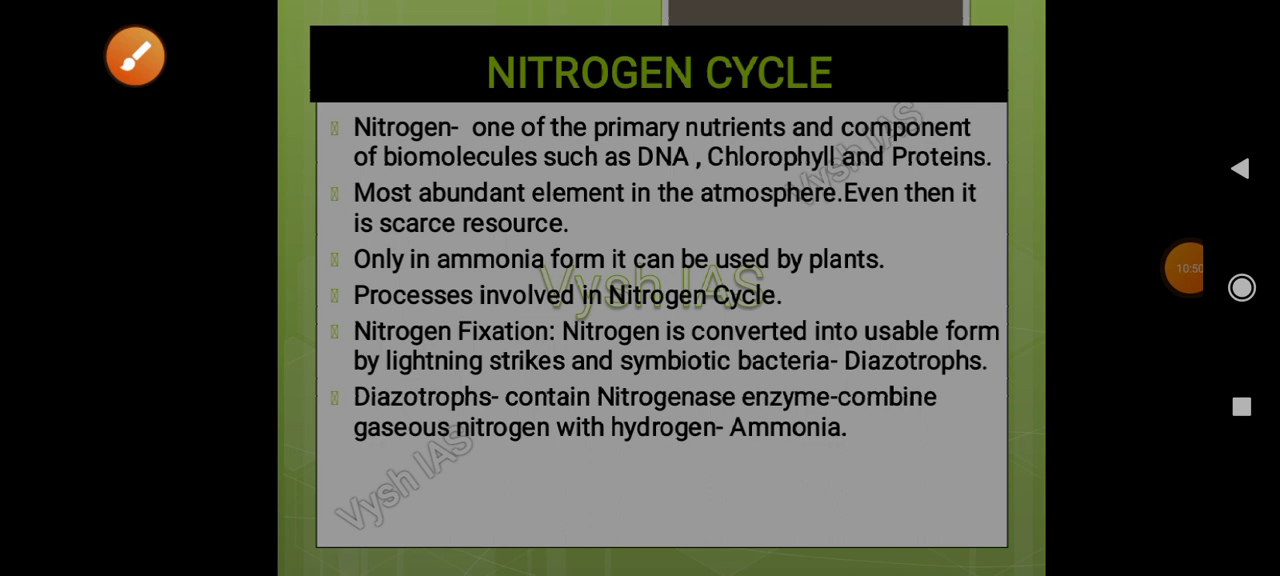 NITROGEN CYCLE
Nitrogen-  one of the primary nutrients and component
of biomolecules such as DNA , Chlorophyll and Proteins.
Most abundant element in the atmosphere.Even then it
is scarce resource.
Only in ammonia form it can be used by plants.
Processes involved in Nitrogen Cycle.
Nitrogen Fixation: Nitrogen is converted into usable form
by lightning strikes and symbiotic bacteria- Diazotrophs.
Diazotrophs- contain Nitrogenase enzyme-combine
gaseous nitrogen with hydrogen- Ammonia.
Vysh IAS
Vysh IAS
Vysh IAS
10:50